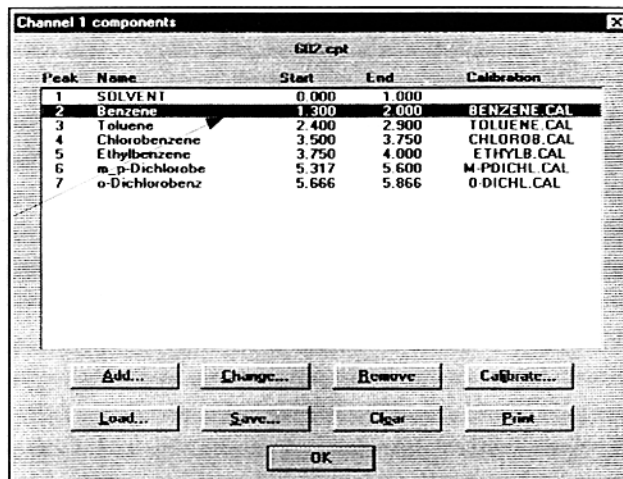 Channel 1 components
602.cpt
Peak Name Start End Calibration
1 SOLVENT 0.000 1.000
2 Benzene 1.300 2.000 BENZENE.CAL
3 Toluene 2.400 2.900 TOLUENE.CAL
4 Chlorobenzene 3.500 3.750 CHLOROB.CAL
5 Ethylbenzene 3.750 4.000 ETHYLB.CAL
6 m_p-Dichlorobe 5.317 5.600 M-PDICHL.CAL
7 o-Dichlorobenz 5.666 5.866 O-DICHL.CAL
Add... Change... Remove Calibrate...
Load... Save... Clear Print
OK